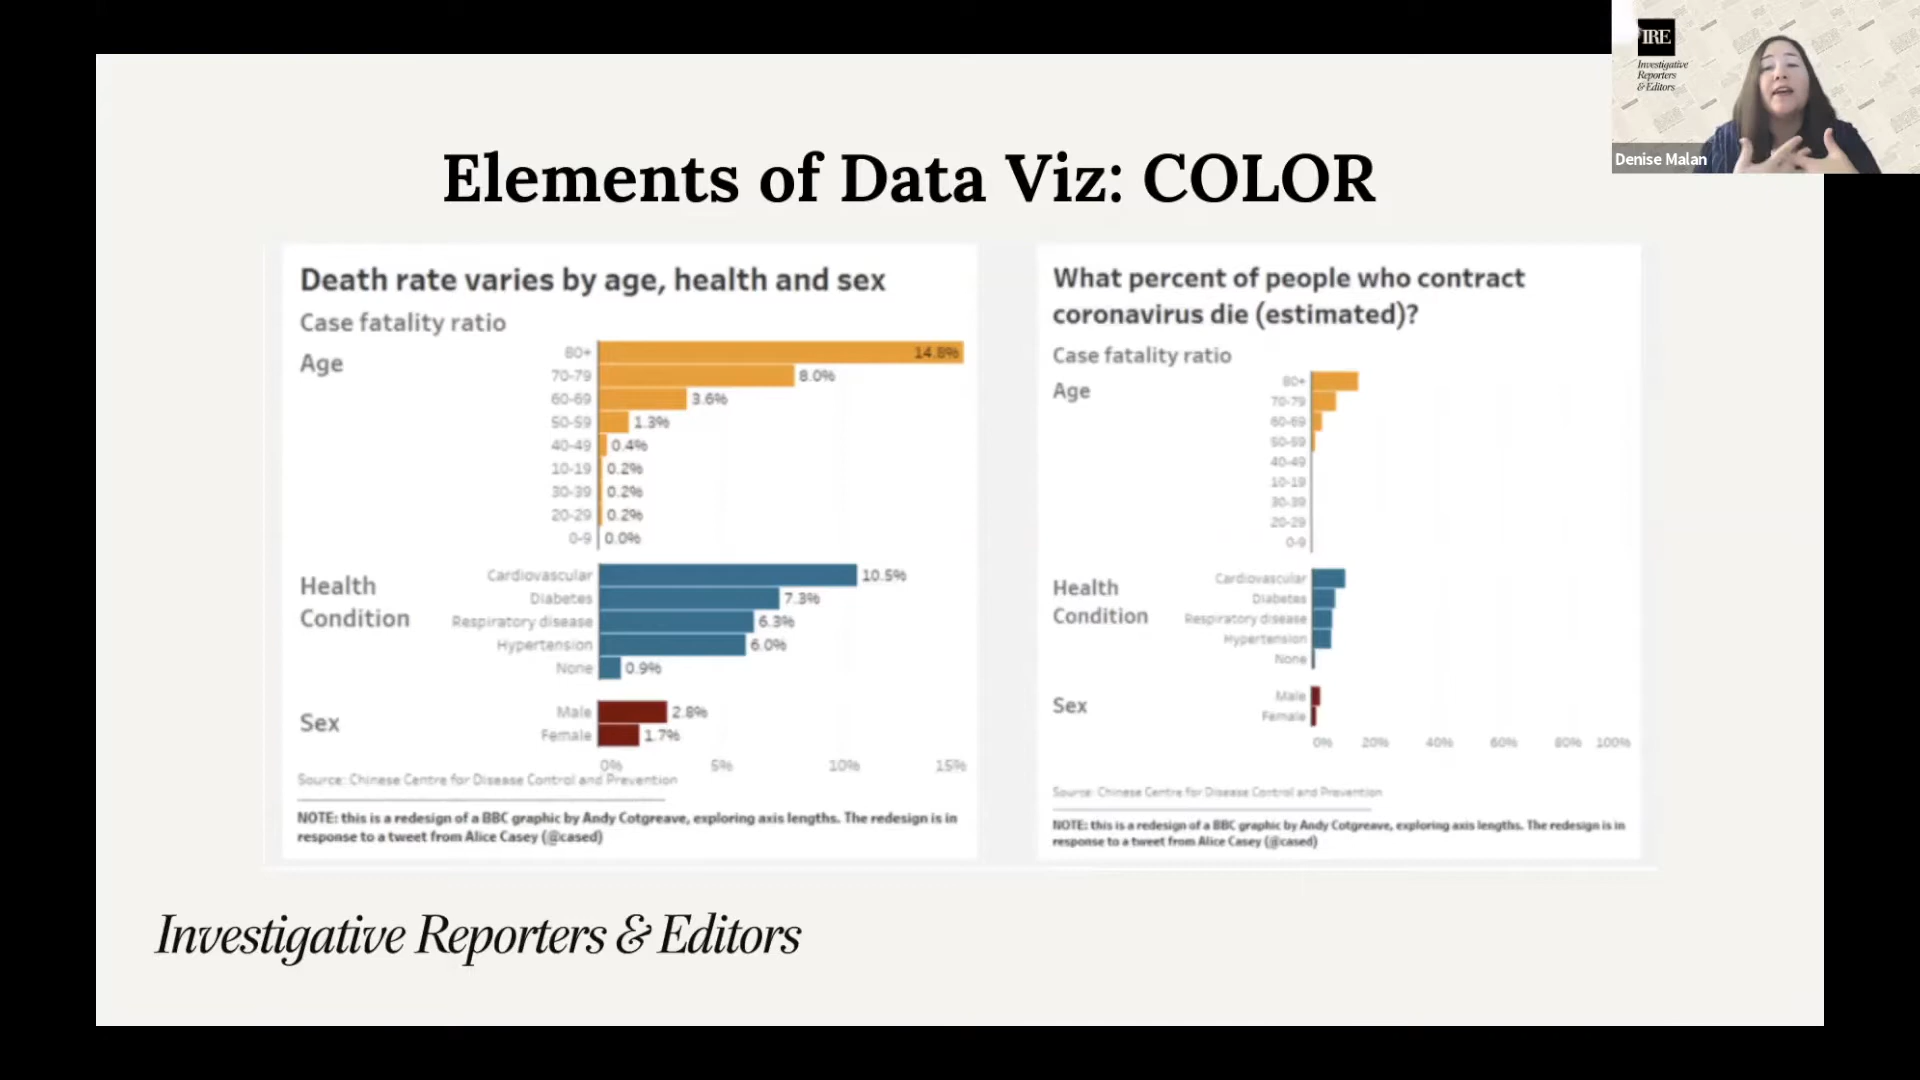 IRE
Investigative
Reporters
& Editors
Denise Malan
Elements of Data Viz: COLOR
Death rate varies by age, health and sex
Case fatality ratio
Age
80+ 14.8%
70-79 8.0%
60-69 3.6%
50-59 1.3%
40-49 0.4%
10-19 0.2%
30-39 0.2%
20-29 0.2%
0-9 0.0%
Health
Condition
Cardiovascular 10.5%
Diabetes 7.3%
Respiratory disease 6.3%
Hypertension 6.0%
None 0.9%
Sex
Male 2.8%
Female 1.7%
0% 5% 10% 15%
Source: Chinese Centre for Disease Control and Prevention
NOTE: this is a redesign of a BBC graphic by Andy Cotgreave, exploring axis lengths. The redesign is in
response to a tweet from Alice Casey (@cased)
What percent of people who contract
coronavirus die (estimated)?
Case fatality ratio
Age
80+
70-79
60-69
50-59
40-49
10-19
30-39
20-29
0-9
Health
Condition
Cardiovascular
Diabetes
Respiratory disease
Hypertension
None
Sex
Male
Female
0% 20% 40% 60% 80% 100%
Source: Chinese Centre for Disease Control and Prevention
NOTE: this is a redesign of a BBC graphic by Andy Cotgreave, exploring axis lengths. The redesign is in
response to a tweet from Alice Casey (@cased)
Investigative Reporters & Editors